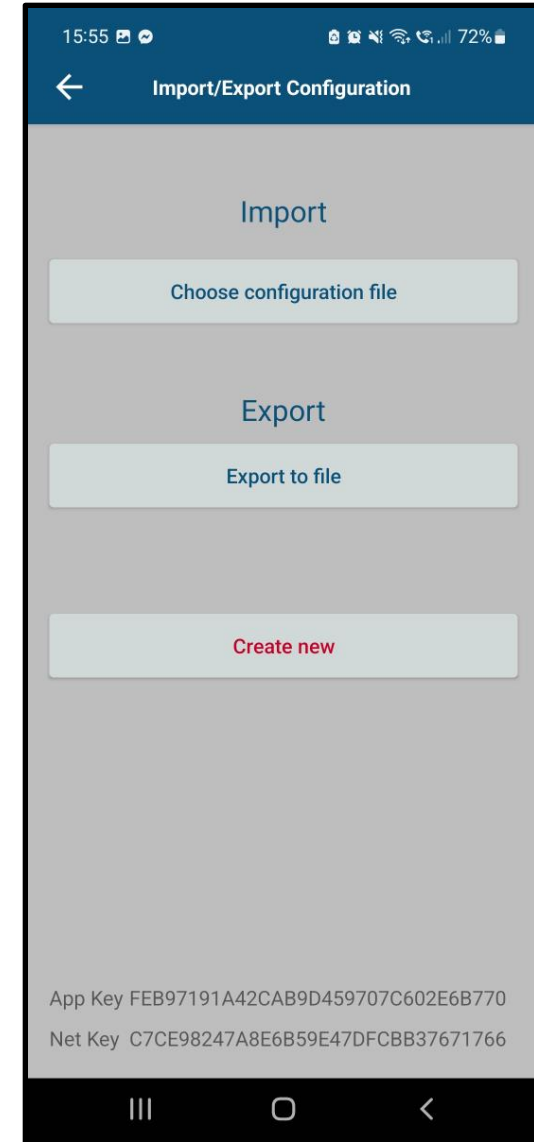 15:55 72%
Import/Export Configuration
Import
Choose configuration file
Export
Export to file
Create new
App Key FEB97191A42CAB9D459707C602E6B770
Net Key C7CE98247A8E6B59E47DFCBB37671766